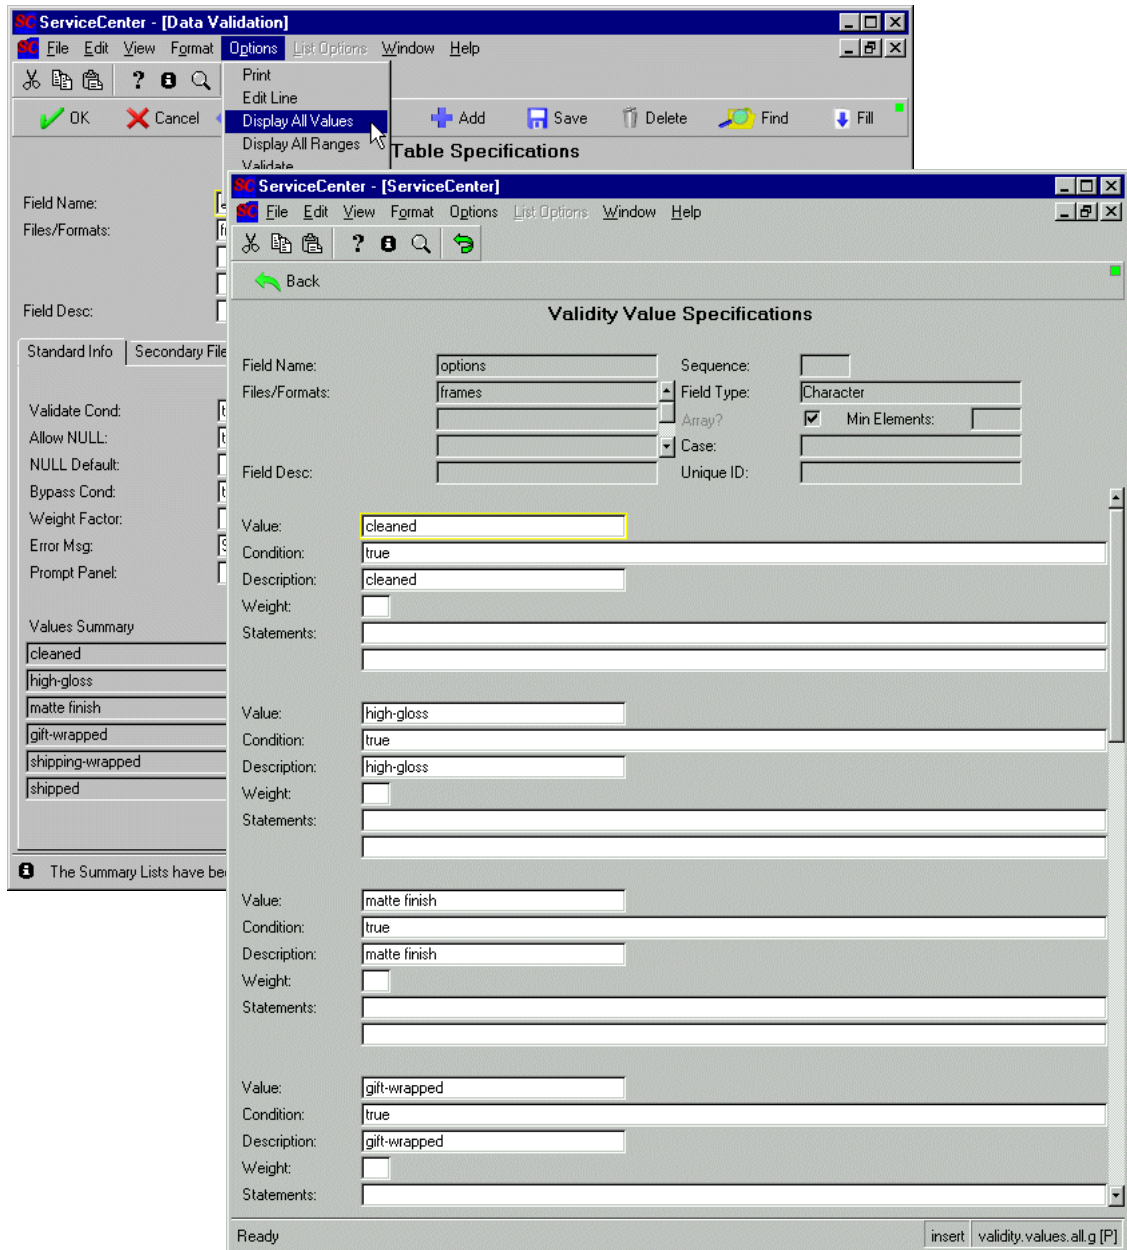 SC ServiceCenter - [Data Validation]
SC File Edit View Format Options List Options Window Help
Print
Edit Line
Display All Values
Display All Ranges
Validate
OK Cancel Add Save Delete Find Fill
Table Specifications
Field Name:
Files/Formats:
Field Desc:
Standard Info Secondary File
Validate Cond:
Allow NULL:
NULL Default:
Bypass Cond:
Weight Factor:
Error Msg:
Prompt Panel:
Values Summary
cleaned
high-gloss
matte finish
gift-wrapped
shipping-wrapped
shipped
The Summary Lists have be
SC ServiceCenter - [ServiceCenter]
SC File Edit View Format Options List Options Window Help
Back
Validity Value Specifications
Field Name: options Sequence:
Files/Formats: frames Field Type: Character
Array? Min Elements:
Case:
Field Desc: Unique ID:
Value: cleaned
Condition: true
Description: cleaned
Weight:
Statements:
Value: high-gloss
Condition: true
Description: high-gloss
Weight:
Statements:
Value: matte finish
Condition: true
Description: matte finish
Weight:
Statements:
Value: gift-wrapped
Condition: true
Description: gift-wrapped
Weight:
Statements:
Ready insert validity.values.all.g [P]